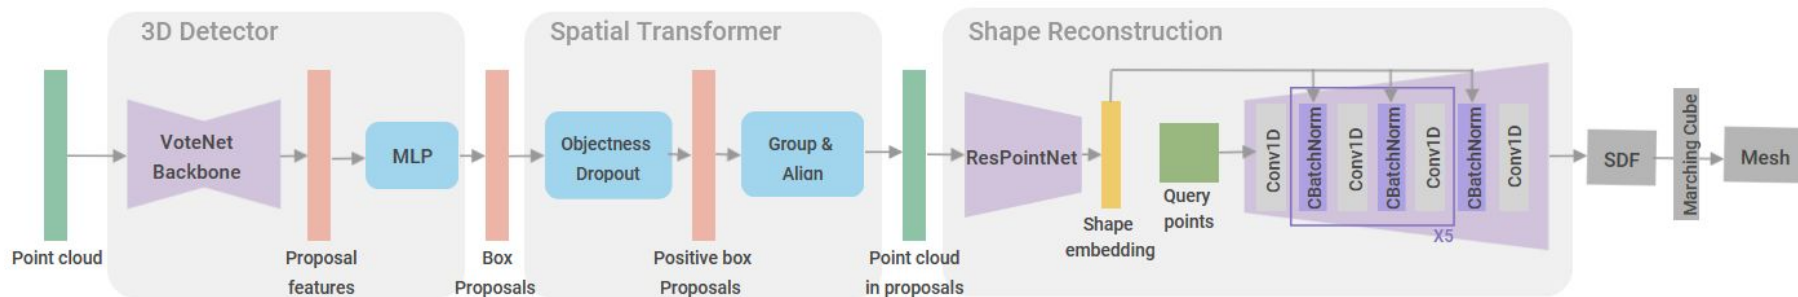 3D Detector
Spatial Transformer
Shape Reconstruction
Point cloud
VoteNet
Backbone
Proposal
features
MLP
Box
Proposals
Objectness
Dropout
Positive box
Proposals
Group &
Align
Point cloud
in proposals
ResPointNet
Shape
embedding
Query
points
Conv1D
CBatchNorm
Conv1D
CBatchNorm
Conv1D
CBatchNorm
Conv1D
X5
SDF
Marching Cube
Mesh